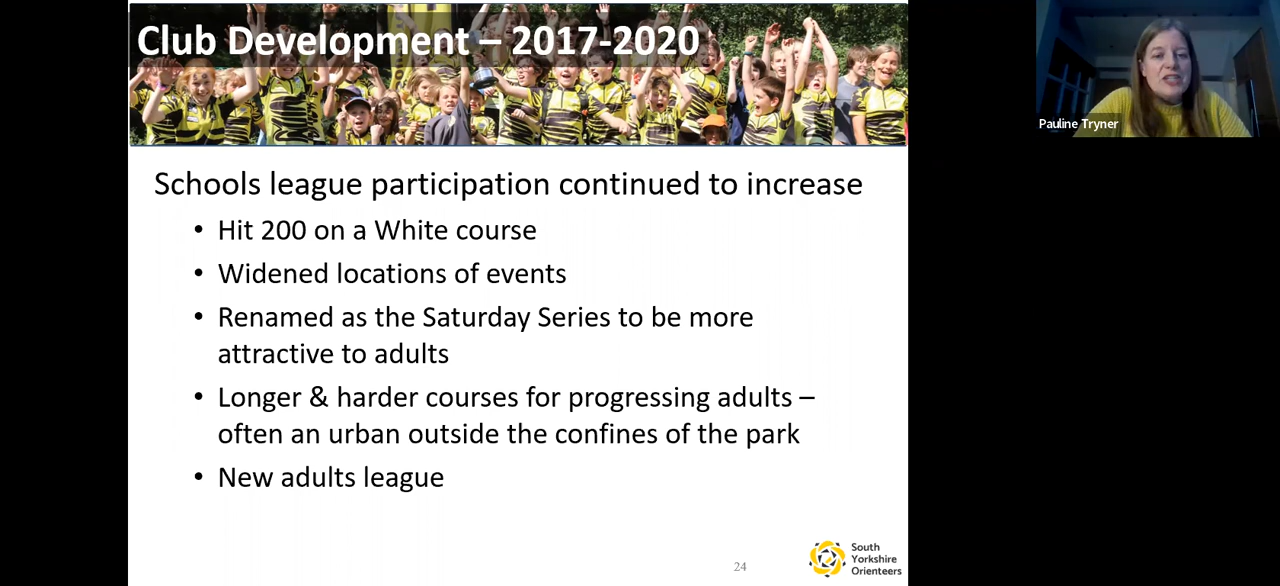 Club Development – 2017-2020
Pauline Tryner
Schools league participation continued to increase
• Hit 200 on a White course
• Widened locations of events
• Renamed as the Saturday Series to be more
attractive to adults
• Longer & harder courses for progressing adults –
often an urban outside the confines of the park
• New adults league
24
South
Yorkshire
Orienteers